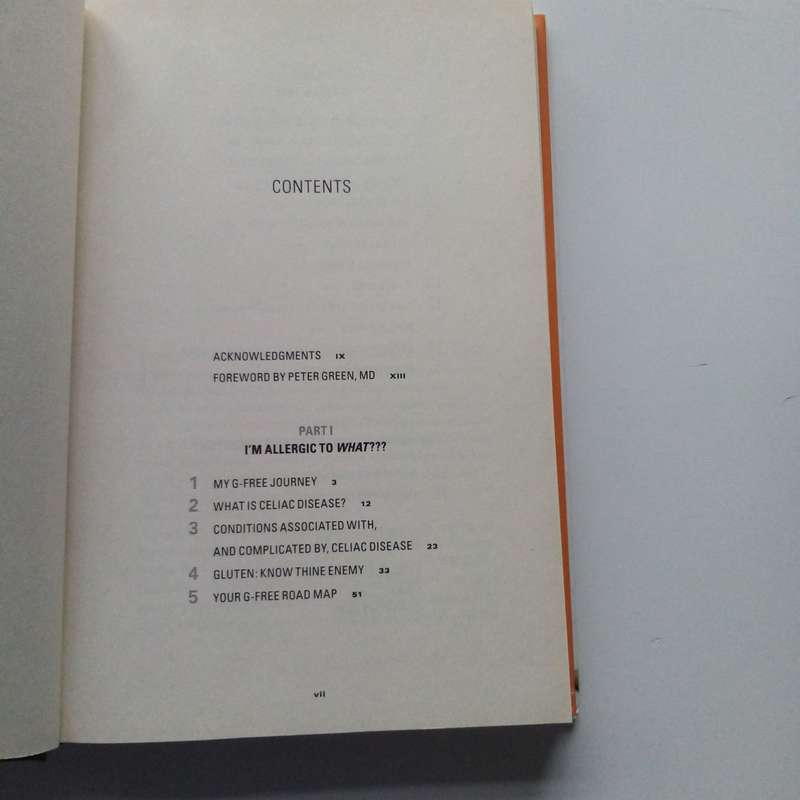 CONTENTS
ACKNOWLEDGMENTS IX
FOREWORD BY PETER GREEN, MD XIII
PART I
I'M ALLERGIC TO WHAT???
1 MY G-FREE JOURNEY 3
2 WHAT IS CELIAC DISEASE? 12
3 CONDITIONS ASSOCIATED WITH,
AND COMPLICATED BY, CELIAC DISEASE 23
4 GLUTEN: KNOW THINE ENEMY 33
5 YOUR G-FREE ROAD MAP 51
vii